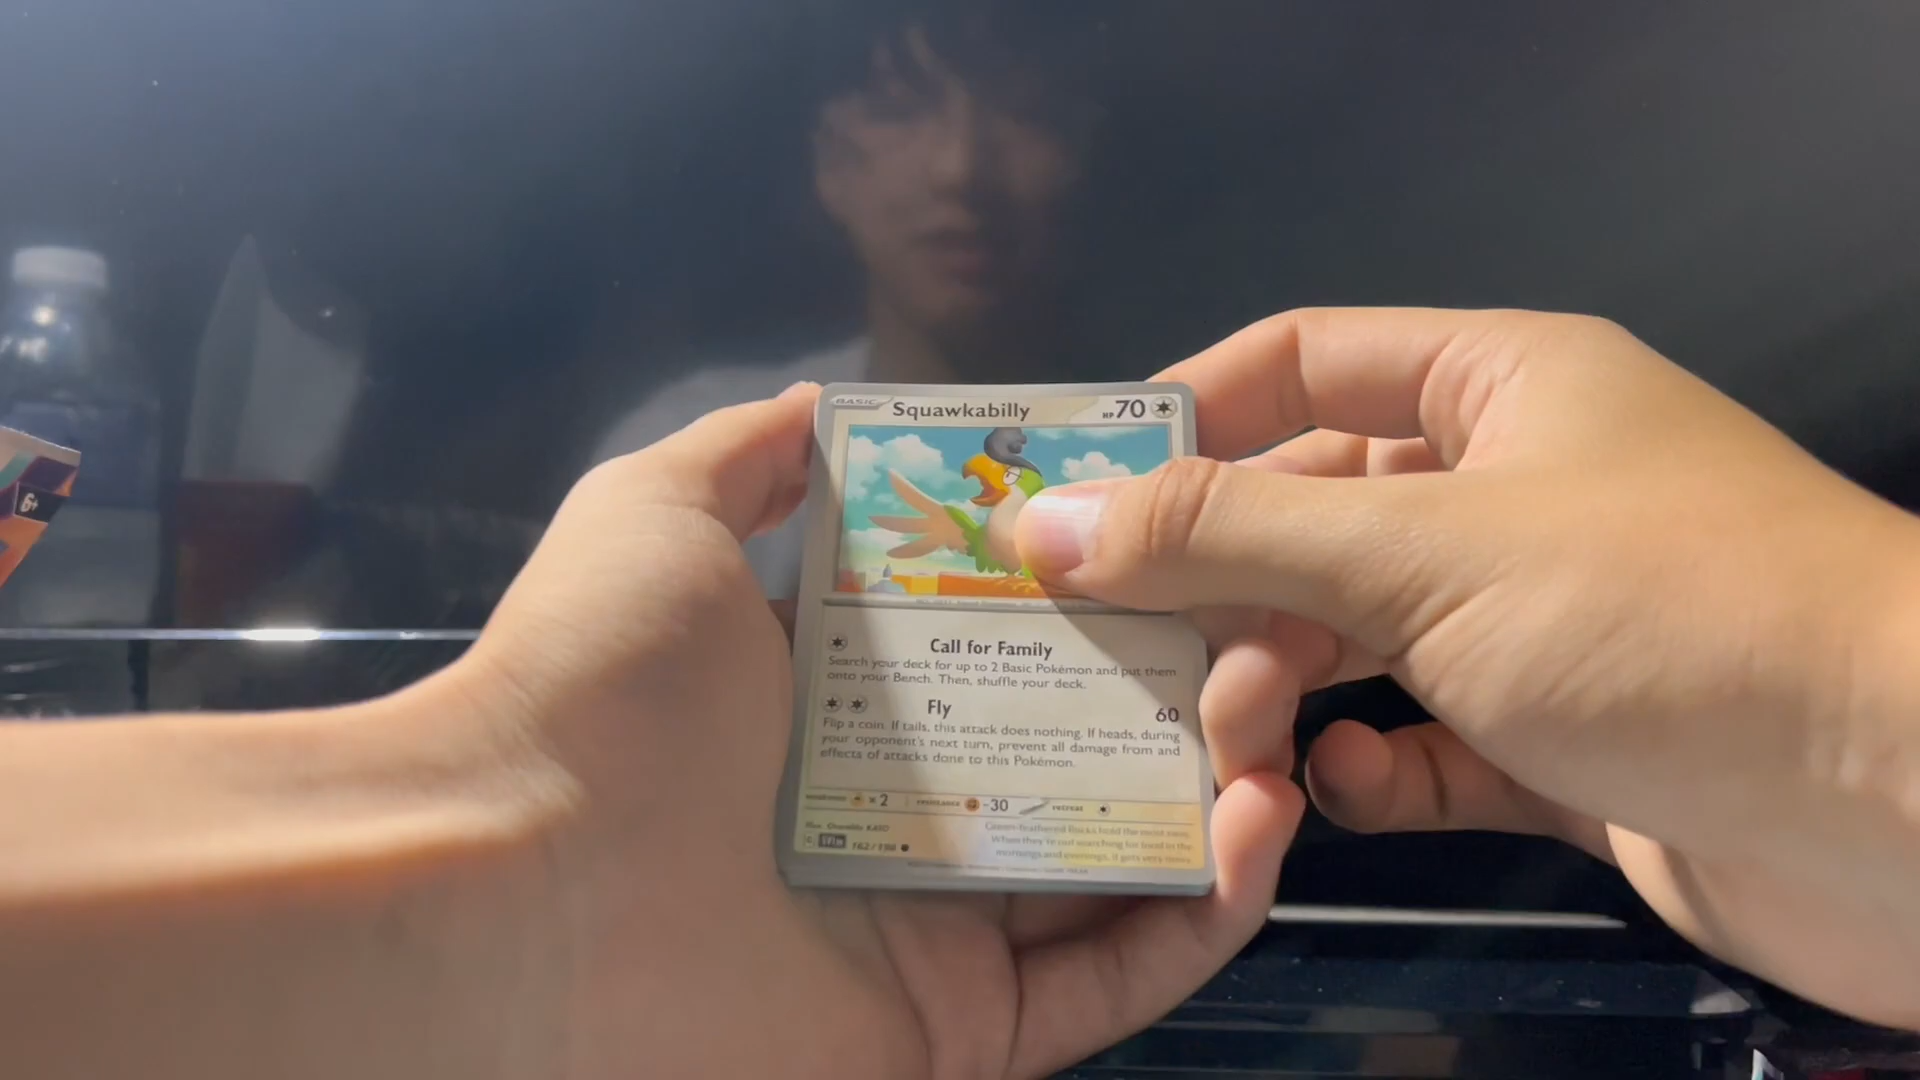 BASIC Squawkabilly HP 70
Call for Family
Search your deck for up to 2 Basic Pokémon and put them
onto your Bench. Then, shuffle your deck.
Fly 60
Flip a coin. If tails, this attack does nothing. If heads, during
your opponent's next turn, prevent all damage from and
effects of attacks done to this Pokémon.
weakness ×2 resistance -30 retreat
162/198
6+